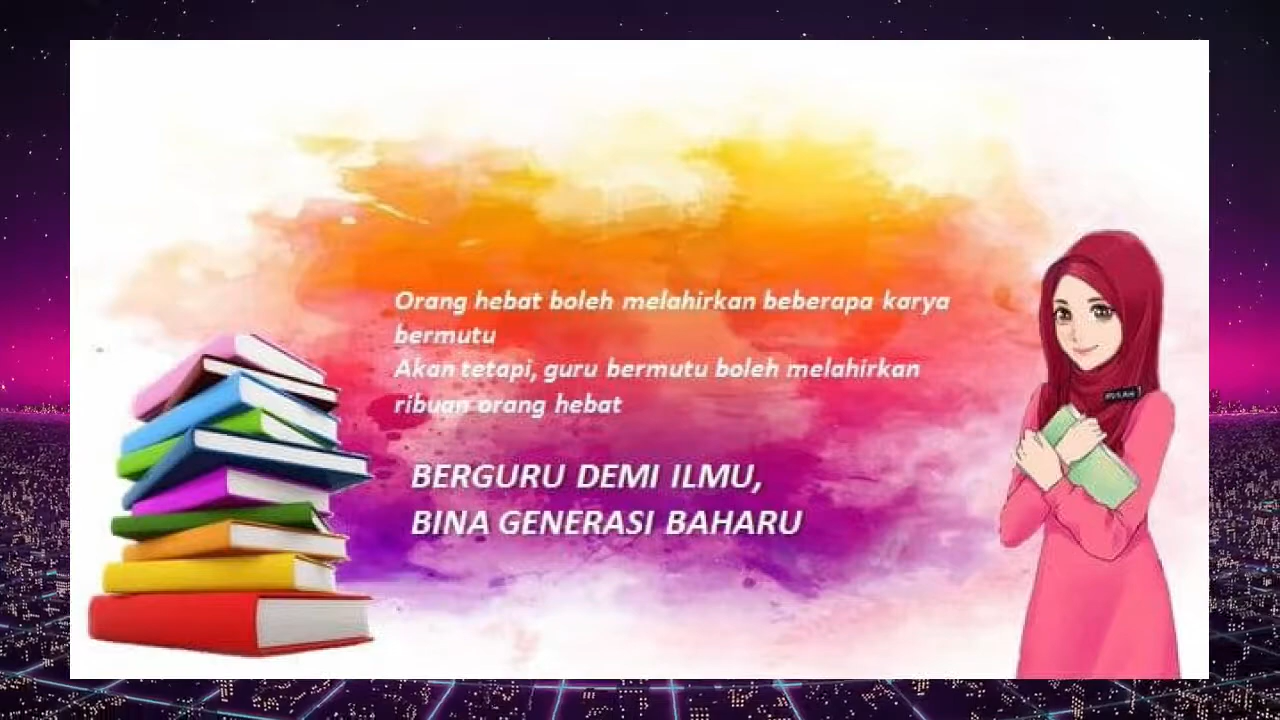 Orang hebat boleh melahirkan beberapa karya
bermutu
Akan tetapi, guru bermutu boleh melahirkan
ribuan orang hebat
BERGURU DEMI ILMU,
BINA GENERASI BAHARU